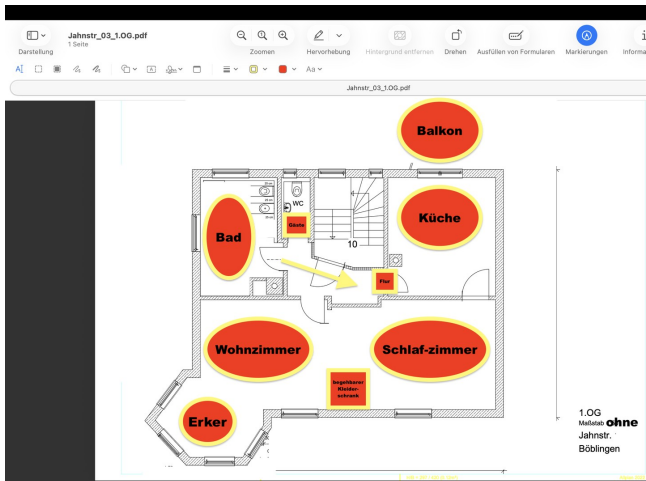 Jahnstr_03_1.OG.pdf
1 Seite
Darstellung
Zoomen
Hervorhebung
Hintergrund entfernen
Drehen
Ausfüllen von Formularen
Markierungen
Informa
Aa
Jahnstr_03_1.OG.pdf
Balkon
WC
Gäste
Küche
Bad
10
Flur
Wohnzimmer
Schlaf-zimmer
begehbarer
Kleider-
schrank
Erker
1.OG
Maßstab ohne
Jahnstr.
Böblingen